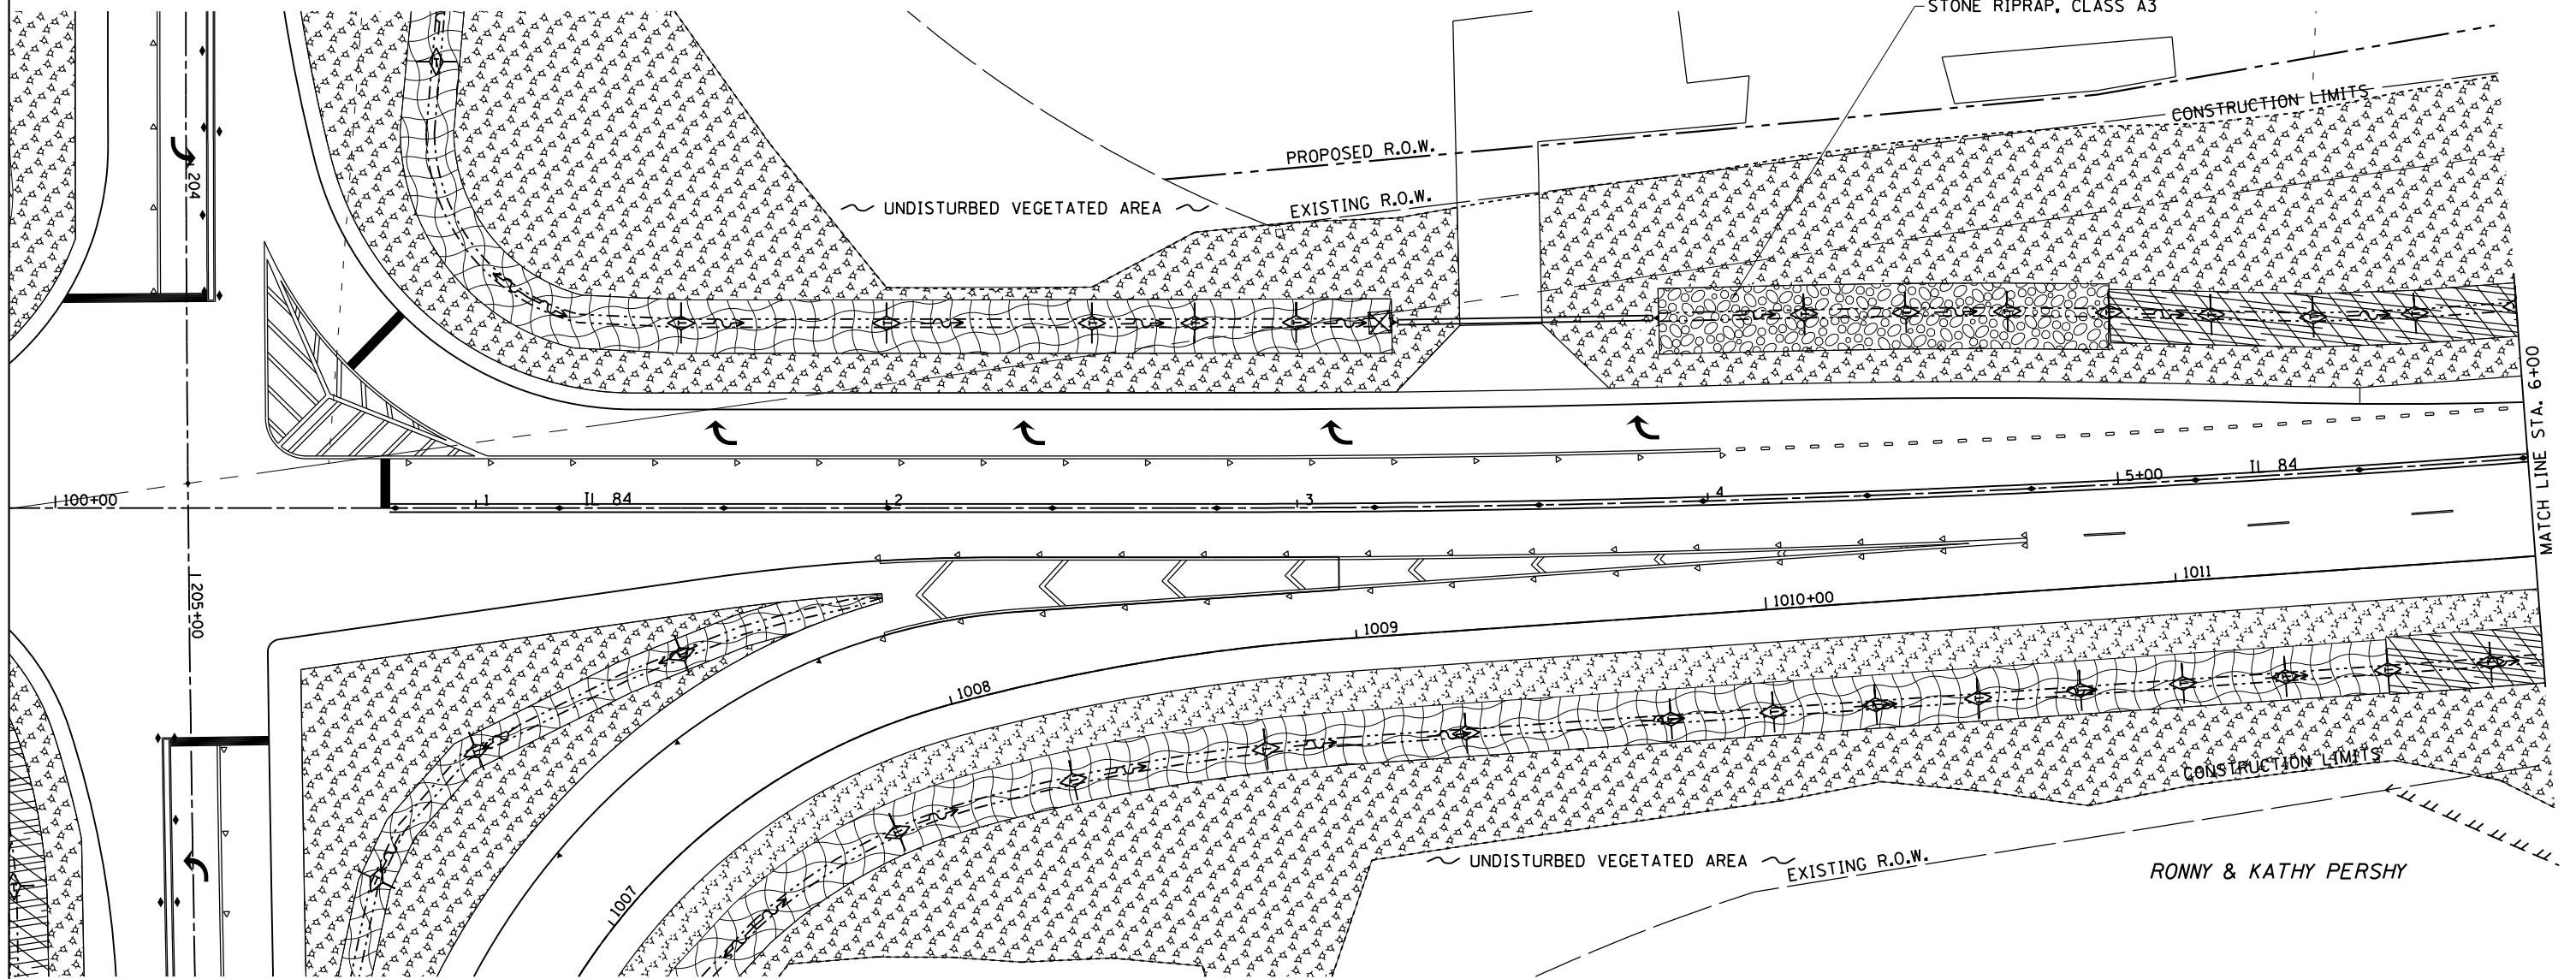 STONE RIPRAP, CLASS A3
CONSTRUCTION LIMITS
PROPOSED R.O.W.
204
EXISTING R.O.W.
UNDISTURBED VEGETATED AREA
MATCH LINE STA. 6+00
IL 84
5+00
4
3
2
IL 84
1
100+00
1011
205+00
1010+00
1009
1008
CONSTRUCTION LIMITS
UNDISTURBED VEGETATED AREA
EXISTING R.O.W.
RONNY & KATHY PERSHY
1007